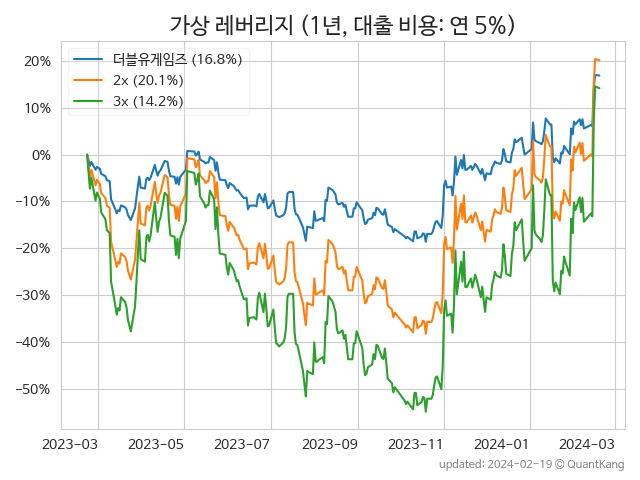 가상 레버리지 (1년, 대출 비용: 연 5%)
더블유게임즈 (16.8%)
2x (20.1%)
3x (14.2%)
20%
10%
0%
−10%
−20%
−30%
−40%
−50%
2023-03 2023-05 2023-07 2023-09 2023-11 2024-01 2024-03
updated: 2024-02-19 © QuantKang